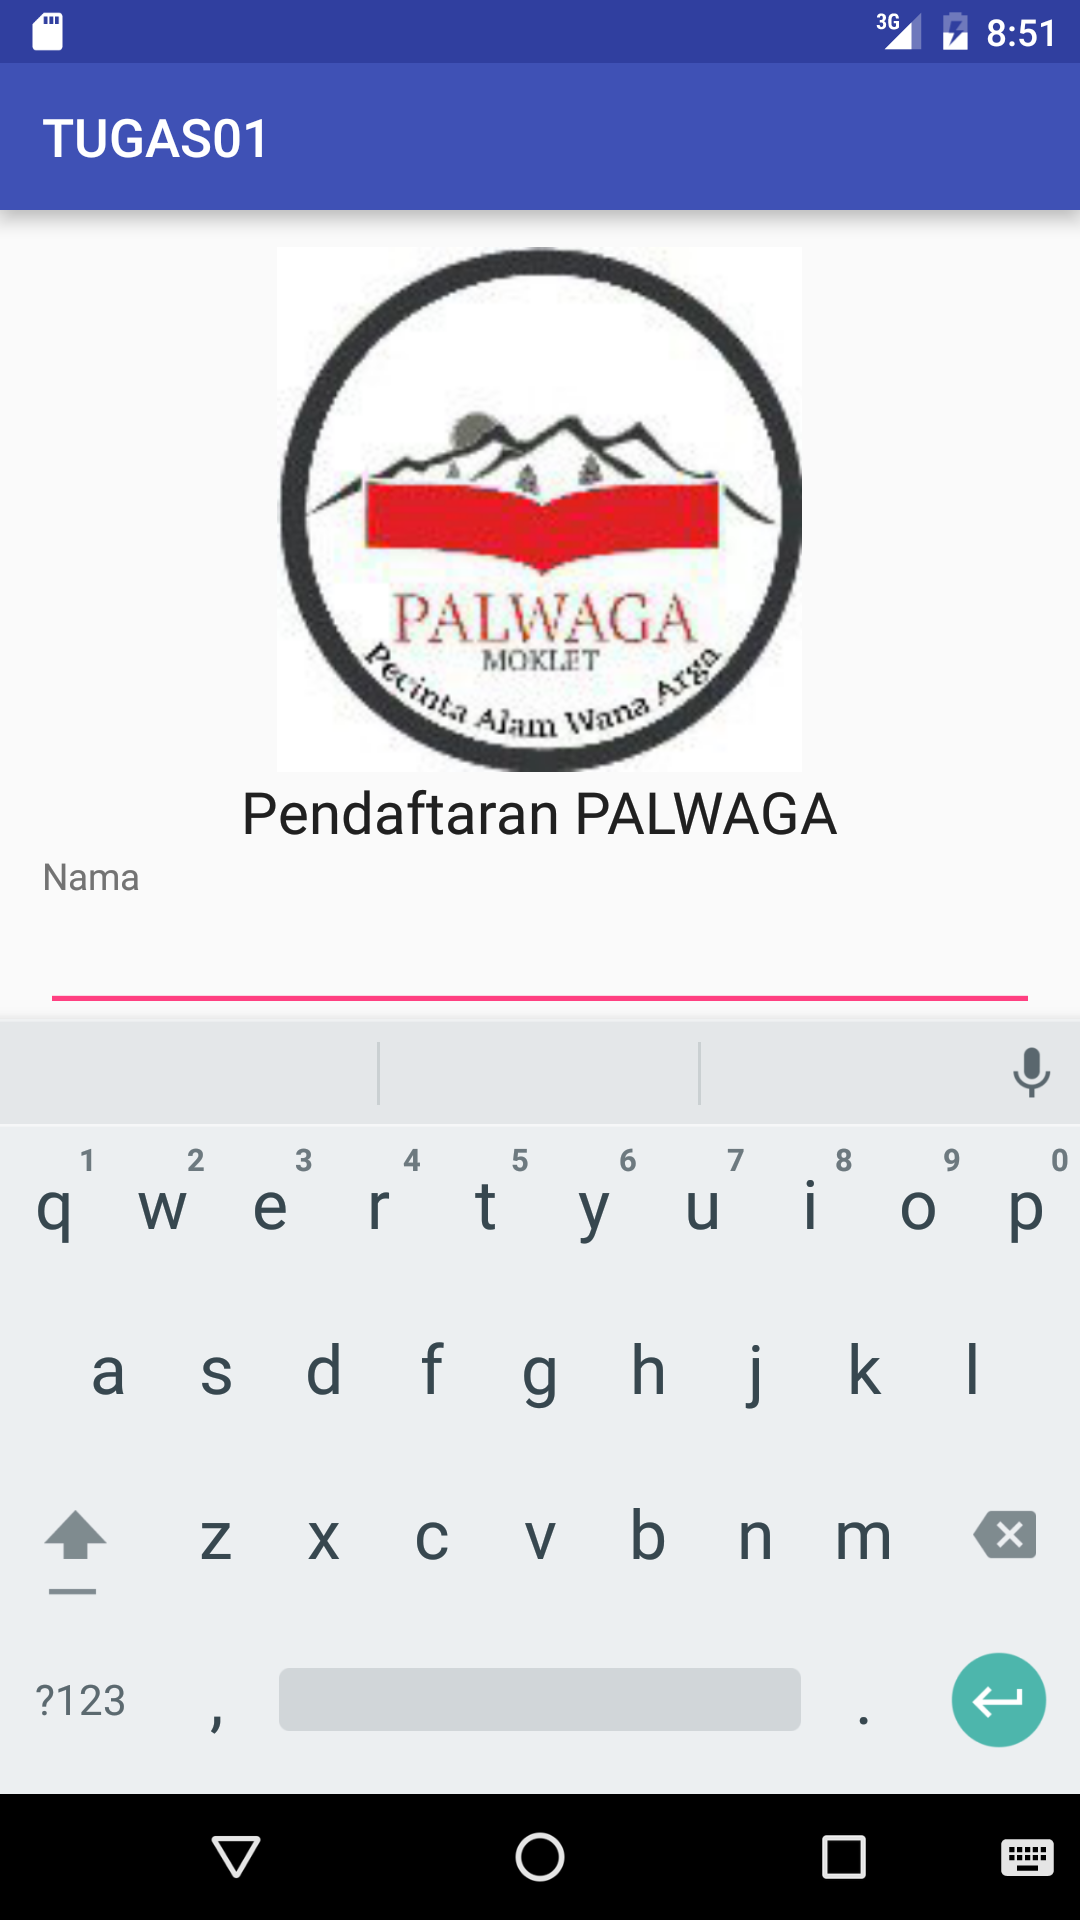 3G 8:51
TUGAS01
PALWAGA
MOKLET
Pecinta Alam Wana Arga
Pendaftaran PALWAGA
Nama
1 2 3 4 5 6 7 8 9 0
q w e r t y u i o p
a s d f g h j k l
z x c v b n m
?123 , .